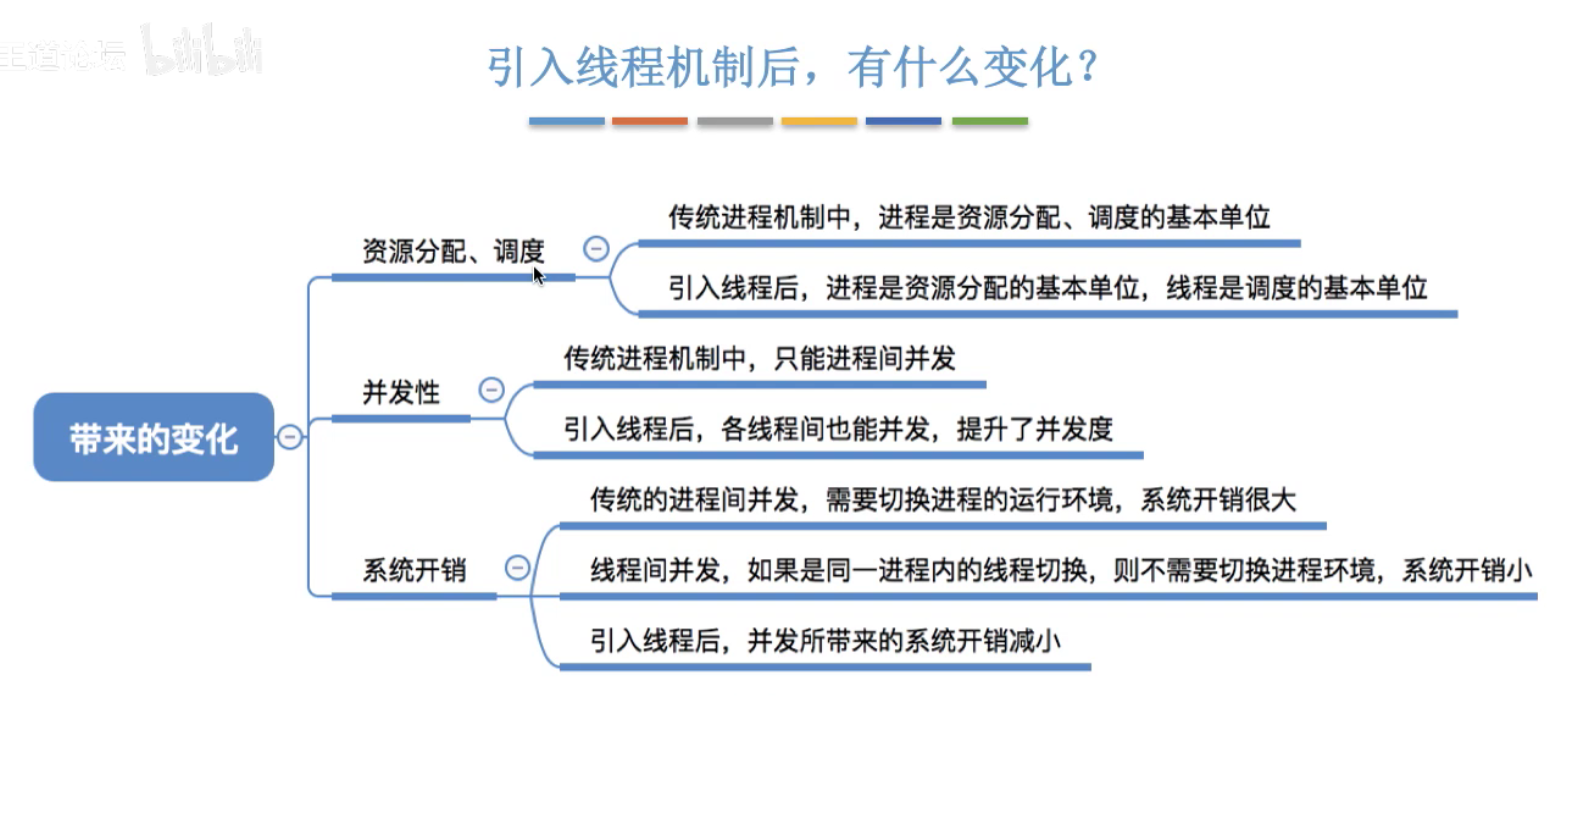 王道论坛 bilibili
引入线程机制后，有什么变化？
带来的变化
资源分配、调度
传统进程机制中，进程是资源分配、调度的基本单位
引入线程后，进程是资源分配的基本单位，线程是调度的基本单位
并发性
传统进程机制中，只能进程间并发
引入线程后，各线程间也能并发，提升了并发度
系统开销
传统的进程间并发，需要切换进程的运行环境，系统开销很大
线程间并发，如果是同一进程内的线程切换，则不需要切换进程环境，系统开销小
引入线程后，并发所带来的系统开销减小